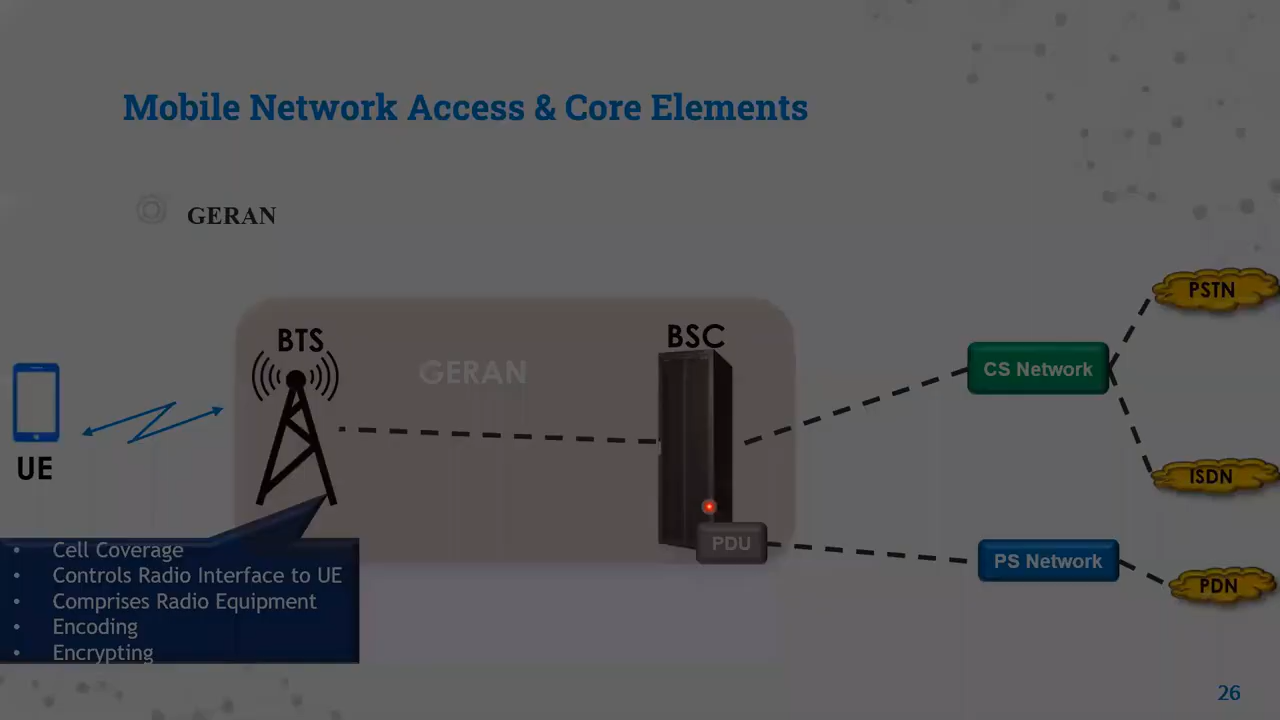 Mobile Network Access & Core Elements
GERAN
PSTN
BTS
BSC
GERAN
CS Network
UE
ISDN
PDU
PS Network
PDN
• Cell Coverage
• Controls Radio Interface to UE
• Comprises Radio Equipment
• Encoding
• Encrypting
26